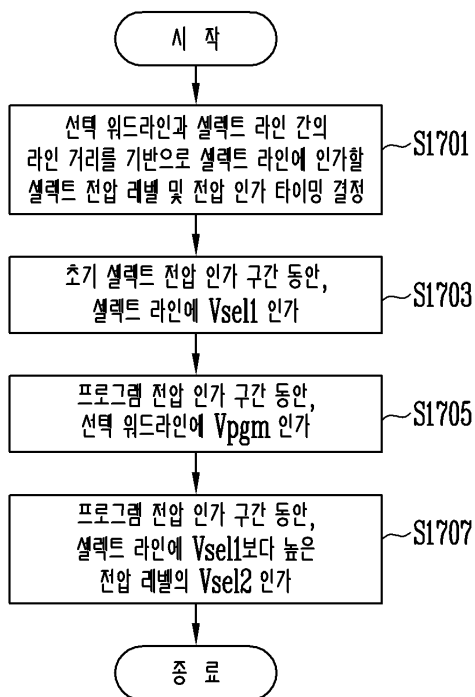 시 작
선택 워드라인과 셀렉트 라인 간의
라인 거리를 기반으로 셀렉트 라인에 인가할
셀렉트 전압 레벨 및 전압 인가 타이밍 결정
S1701
초기 셀렉트 전압 인가 구간 동안,
셀렉트 라인에 Vsel1 인가
S1703
프로그램 전압 인가 구간 동안,
선택 워드라인에 Vpgm 인가
S1705
프로그램 전압 인가 구간 동안,
셀렉트 라인에 Vsel1보다 높은
전압 레벨의 Vsel2 인가
S1707
종 료